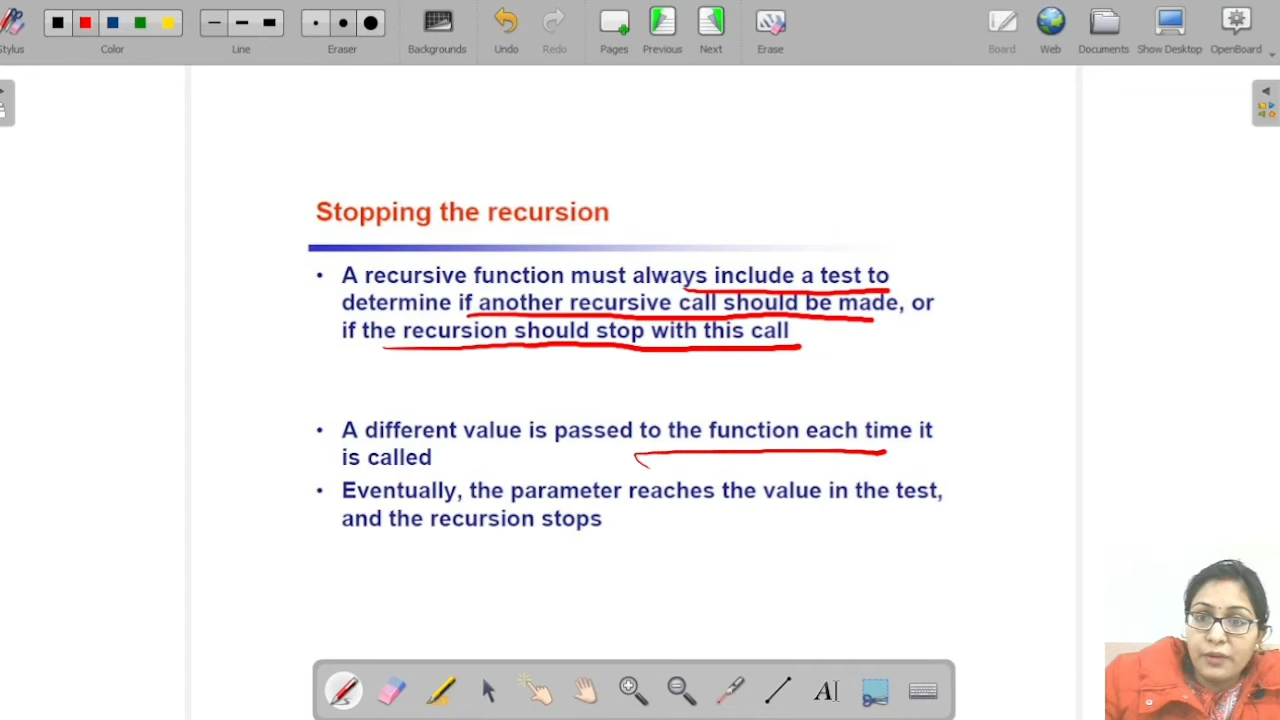 Stylus
Color
Line
Eraser
Backgrounds
Undo
Redo
Pages
Previous
Next
Erase
Board
Web
Documents
Show Desktop
OpenBoard
Stopping the recursion
• A recursive function must always include a test to
determine if another recursive call should be made, or
if the recursion should stop with this call
• A different value is passed to the function each time it
is called
• Eventually, the parameter reaches the value in the test,
and the recursion stops
AI